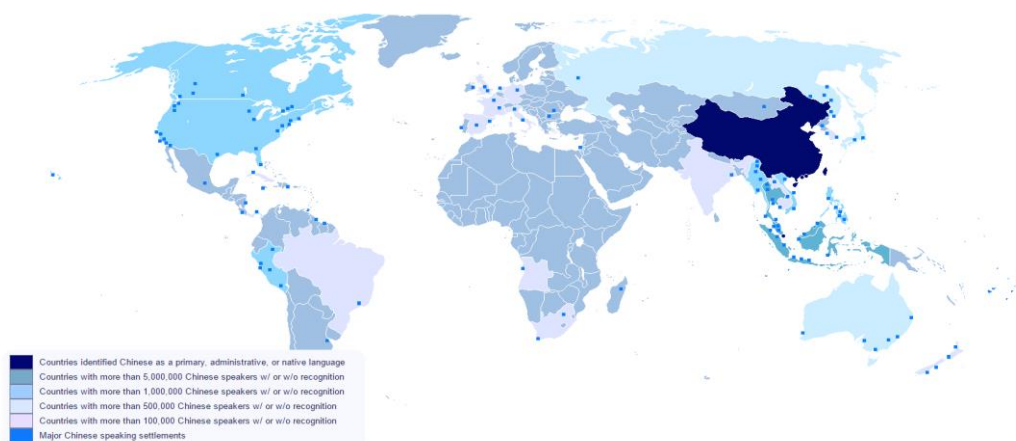 Countries identified Chinese as a primary, administrative, or native language
Countries with more than 5,000,000 Chinese speakers w/ or w/o recognition
Countries with more than 1,000,000 Chinese speakers w/ or w/o recognition
Countries with more than 500,000 Chinese speakers w/ or w/o recognition
Countries with more than 100,000 Chinese speakers w/ or w/o recognition
Major Chinese speaking settlements